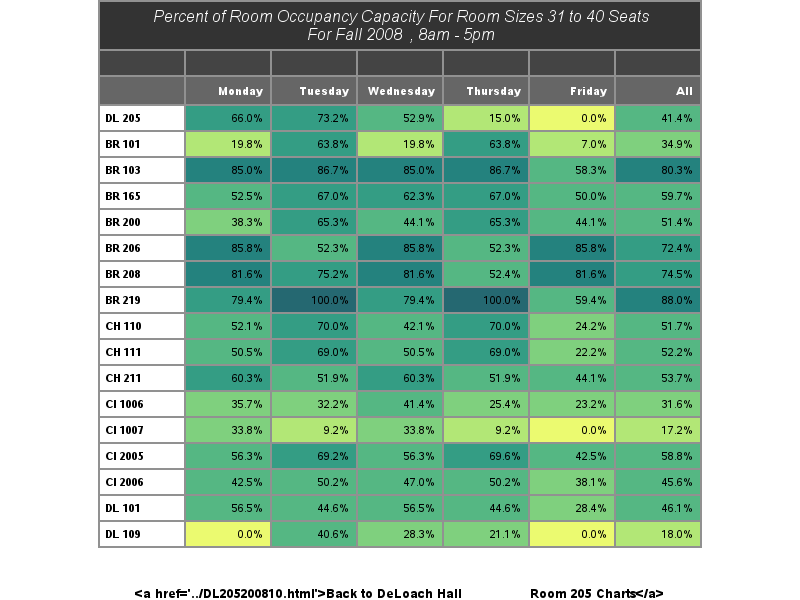 Percent of Room Occupancy Capacity For Room Sizes 31 to 40 Seats
For Fall 2008 , 8am - 5pm
Monday Tuesday Wednesday Thursday Friday All
DL 205 66.0% 73.2% 52.9% 15.0% 0.0% 41.4%
BR 101 19.8% 63.8% 19.8% 63.8% 7.0% 34.9%
BR 103 85.0% 86.7% 85.0% 86.7% 58.3% 80.3%
BR 165 52.5% 67.0% 62.3% 67.0% 50.0% 59.7%
BR 200 38.3% 65.3% 44.1% 65.3% 44.1% 51.4%
BR 206 85.8% 52.3% 85.8% 52.3% 85.8% 72.4%
BR 208 81.6% 75.2% 81.6% 52.4% 81.6% 74.5%
BR 219 79.4% 100.0% 79.4% 100.0% 59.4% 88.0%
CH 110 52.1% 70.0% 42.1% 70.0% 24.2% 51.7%
CH 111 50.5% 69.0% 50.5% 69.0% 22.2% 52.2%
CH 211 60.3% 51.9% 60.3% 51.9% 44.1% 53.7%
CI 1006 35.7% 32.2% 41.4% 25.4% 23.2% 31.6%
CI 1007 33.8% 9.2% 33.8% 9.2% 0.0% 17.2%
CI 2005 56.3% 69.2% 56.3% 69.6% 42.5% 58.8%
CI 2006 42.5% 50.2% 47.0% 50.2% 38.1% 45.6%
DL 101 56.5% 44.6% 56.5% 44.6% 28.4% 46.1%
DL 109 0.0% 40.6% 28.3% 21.1% 0.0% 18.0%
<a href='../DL205200810.html'>Back to DeLoach Hall Room 205 Charts</a>